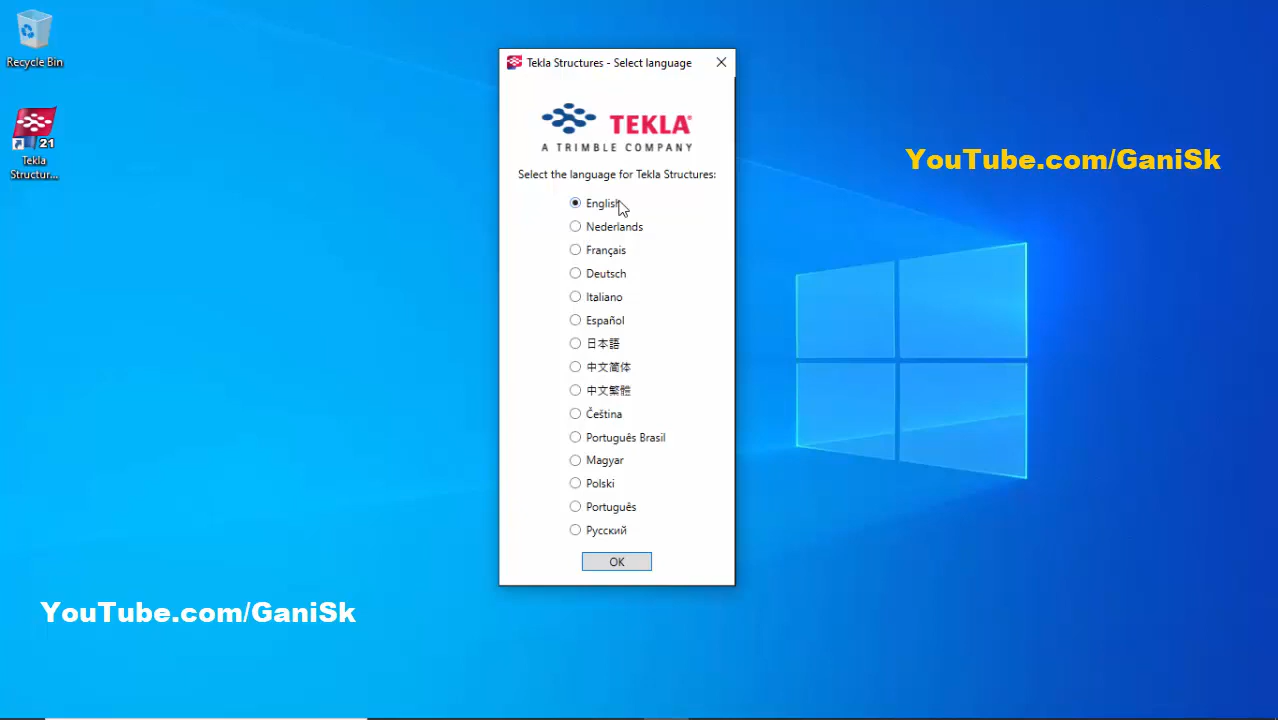 Recycle Bin
21
Tekla
Structur...
Tekla Structures - Select language
TEKLA®
A TRIMBLE COMPANY
Select the language for Tekla Structures:
English
Nederlands
Français
Deutsch
Italiano
Español
日本語
中文简体
中文繁體
Čeština
Português Brasil
Magyar
Polski
Português
Русский
OK
YouTube.com/GaniSk
YouTube.com/GaniSk